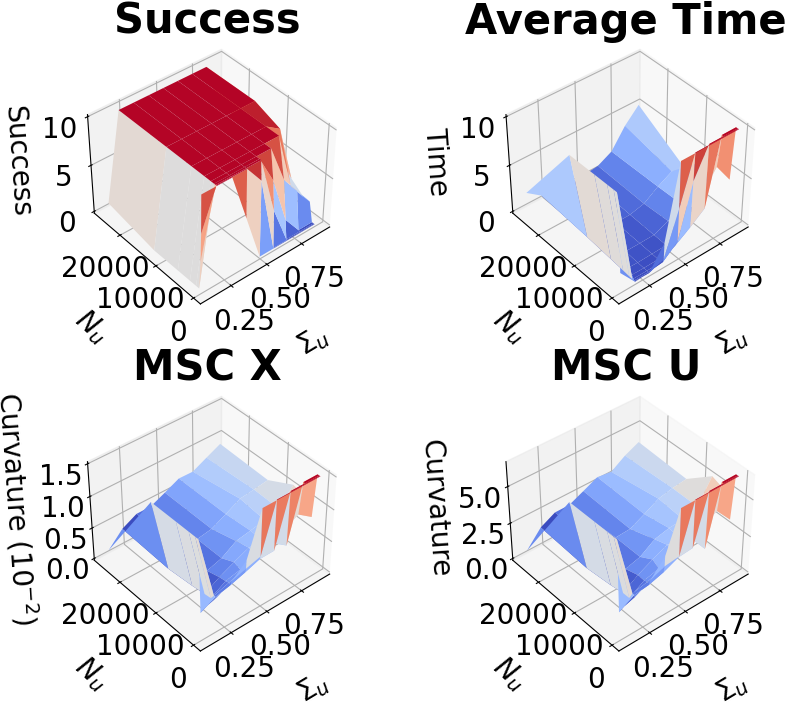 Success
Average Time
Success
10
5
0
20000
10000
0
N_u
0.25
0.50
0.75
Σ_u
Time
10
5
0
20000
10000
0
N_u
0.25
0.50
0.75
Σ_u
MSC X
MSC U
Curvature (10⁻²)
1.5
1.0
0.5
0.0
20000
10000
0
N_u
0.25
0.50
0.75
Σ_u
Curvature
5.0
2.5
0.0
20000
10000
0
N_u
0.25
0.50
0.75
Σ_u